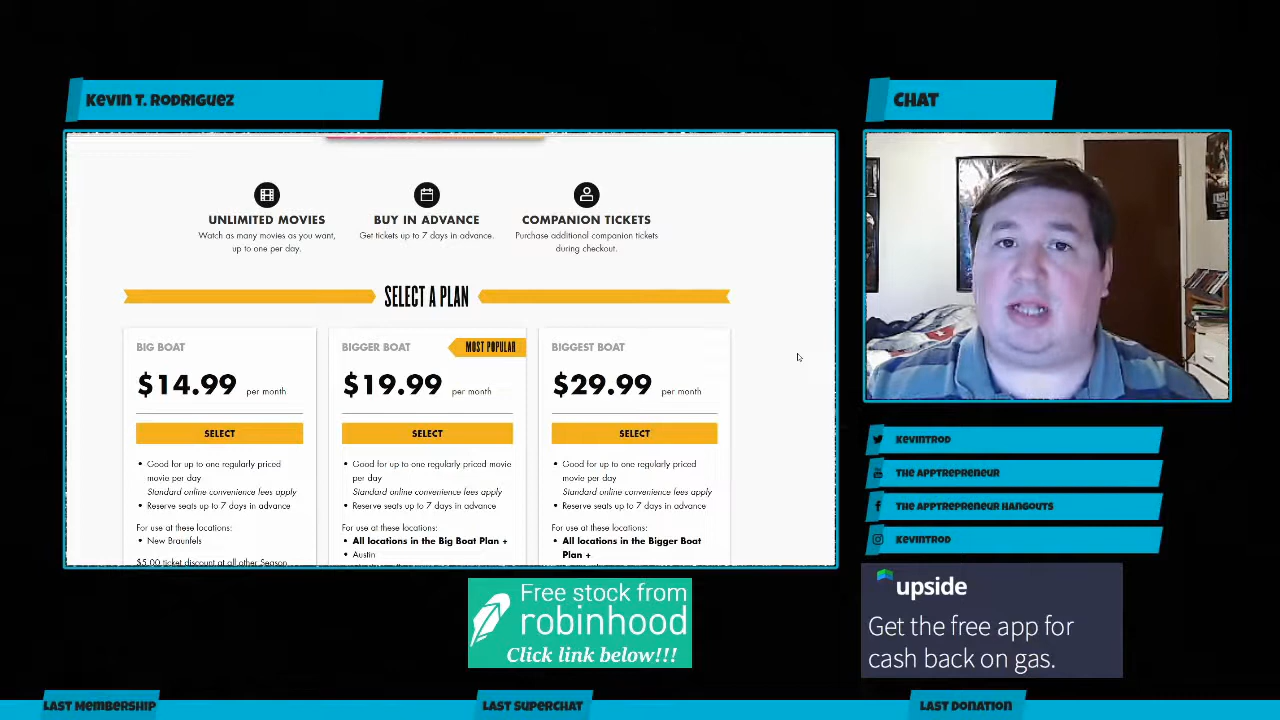 Kevin T. Rodriguez
CHAT
UNLIMITED MOVIES
Watch as many movies as you want,
up to one per day.
BUY IN ADVANCE
Get tickets up to 7 days in advance.
COMPANION TICKETS
Purchase additional companion tickets
during checkout.
SELECT A PLAN
BIG BOAT
$14.99 per month
SELECT
• Good for up to one regularly priced
movie per day
Standard online convenience fees apply
• Reserve seats up to 7 days in advance
For use at these locations:
• New Braunfels
$5.00 ticket discount at all other Season
BIGGER BOAT
MOST POPULAR
$19.99 per month
SELECT
• Good for up to one regularly priced movie
per day
Standard online convenience fees apply
• Reserve seats up to 7 days in advance
For use at these locations:
• All locations in the Big Boat Plan +
• Austin
BIGGEST BOAT
$29.99 per month
SELECT
• Good for up to one regularly priced
movie per day
Standard online convenience fees apply
• Reserve seats up to 7 days in advance
For use at these locations:
• All locations in the Bigger Boat
Plan +
KevinTRod
The Apptrepreneur
The Apptrepreneur Hangouts
KevinTRod
Free stock from
robinhood
Click link below!!!
upside
Get the free app for
cash back on gas.
Last Membership
Last Superchat
Last Donation